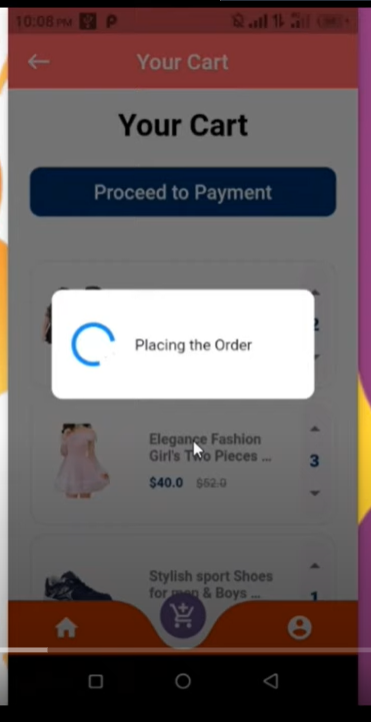 10:08 PM P
Your Cart
Your Cart
Proceed to Payment
2
Placing the Order
Elegance Fashion
Girl's Two Pieces ...
$40.0 $52.0
3
Stylish sport Shoes
for men & Boys ...
1